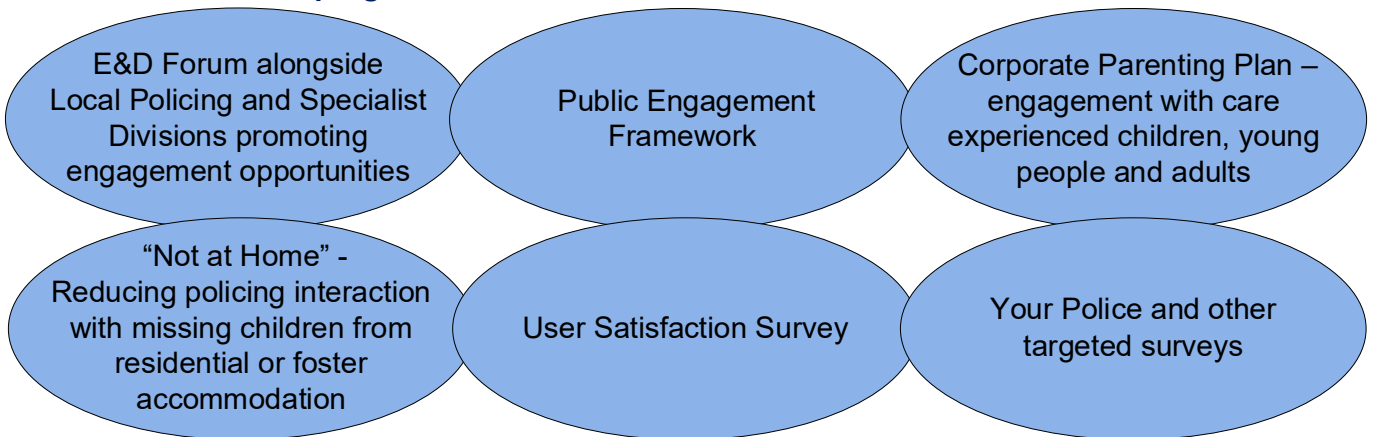 E&D Forum alongside
Local Policing and Specialist
Divisions promoting
engagement opportunities
Public Engagement
Framework
Corporate Parenting Plan –
engagement with care
experienced children, young
people and adults
“Not at Home” -
Reducing policing interaction
with missing children from
residential or foster
accommodation
User Satisfaction Survey
Your Police and other
targeted surveys